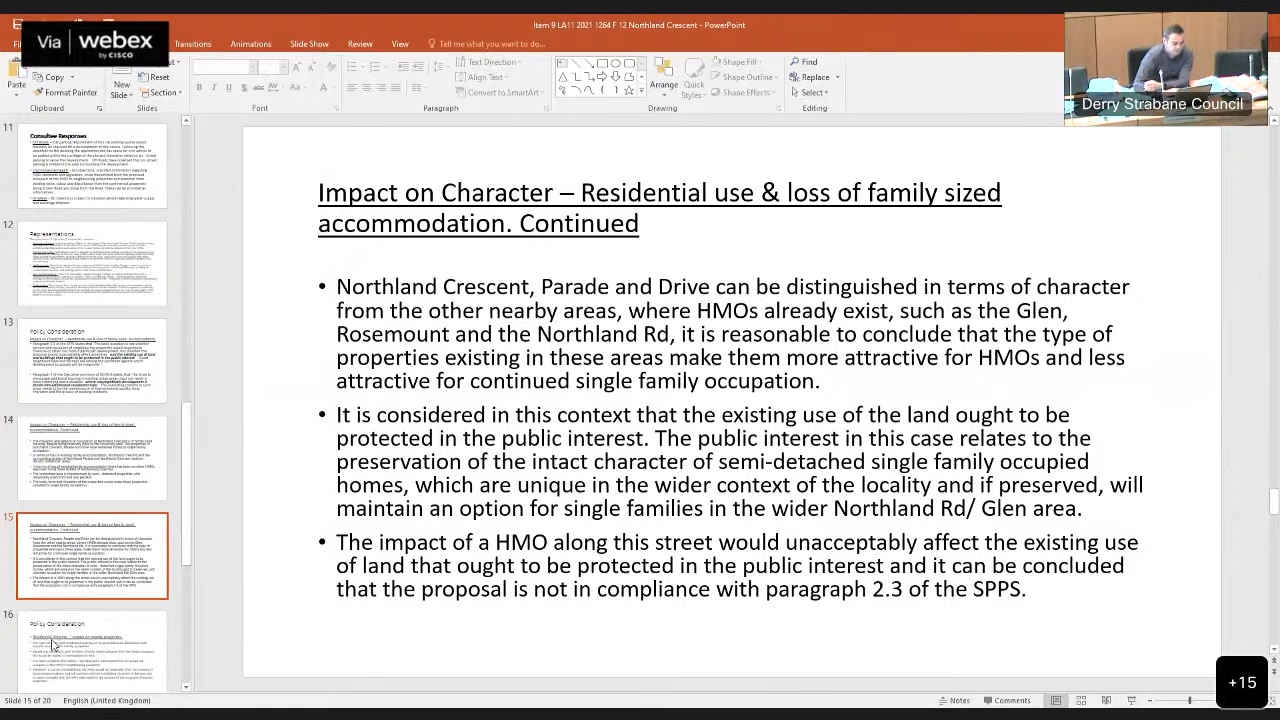 Item 9 LA11 2021 1264 F 12 Northland Crescent - PowerPoint
Via webex
by CISCO
Transitions Animations Slide Show Review View Tell me what you want to do...
Paste
Copy
Format Painter
Clipboard
New Slide
Reset
Section
Slides
Font
Text Direction
Align Text
Convert to SmartArt
Paragraph
Arrange
Quick Styles
Shape Fill
Shape Outline
Shape Effects
Drawing
Find
Replace
Select
Editing
Derry Strabane Council
11
Consultee Responses
12
Representations
13
Policy Consideration
14
15
16
Policy Consideration
Impact on Character – Residential use & loss of family sized
accommodation. Continued
• Northland Crescent, Parade and Drive can be distinguished in terms of character
from the other nearby areas, where HMOs already exist, such as the Glen,
Rosemount and the Northland Rd, it is reasonable to conclude that the type of
properties existing in these areas make them more attractive for HMOs and less
attractive for continued single family occupation.
• It is considered in this context that the existing use of the land ought to be
protected in the public interest. The public interest in this case relates to the
preservation of the intact character of semi-detached single family occupied
homes, which are unique in the wider context of the locality and if preserved, will
maintain an option for single families in the wider Northland Rd/ Glen area.
• The impact of a HMO along this street would unacceptably affect the existing use
of land that ought to be protected in the public interest and it can be concluded
that the proposal is not in compliance with paragraph 2.3 of the SPPS.
Slide 15 of 20 English (United Kingdom)
Notes Comments
+15